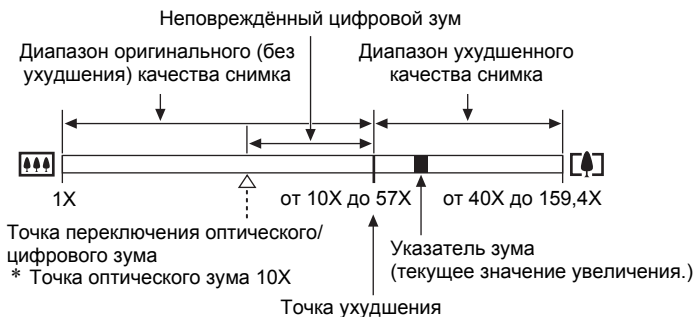 Неповреждённый цифровой зум
Диапазон оригинального (без
ухудшения) качества снимка
Диапазон ухудшенного
качества снимка
1X
от 10X до 57X
от 40X до 159,4X
Точка переключения оптического/
цифрового зума
* Точка оптического зума 10X
Указатель зума
(текущее значение увеличения.)
Точка ухудшения